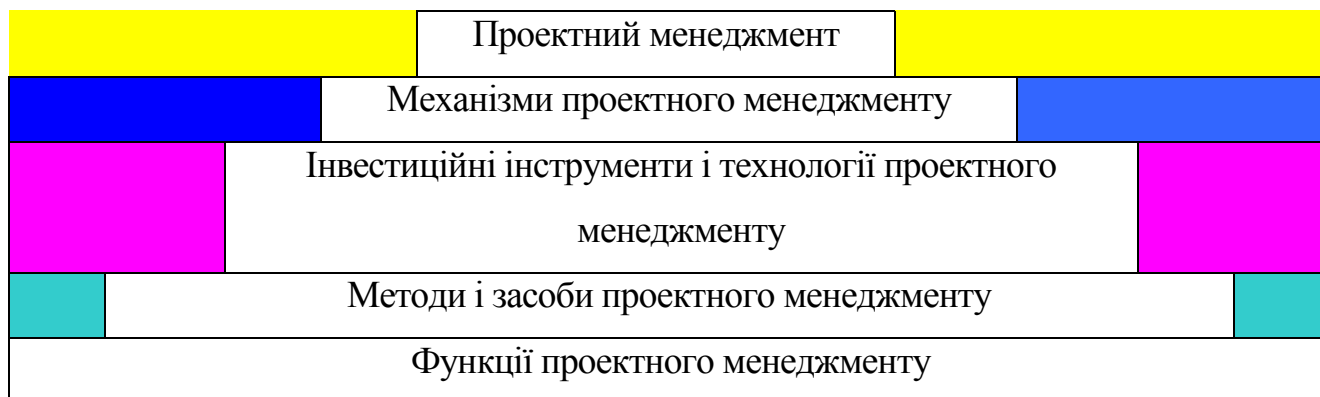 Проектний менеджмент
Механізми проектного менеджменту
Інвестиційні інструменти і технології проектного
менеджменту
Методи і засоби проектного менеджменту
Функції проектного менеджменту